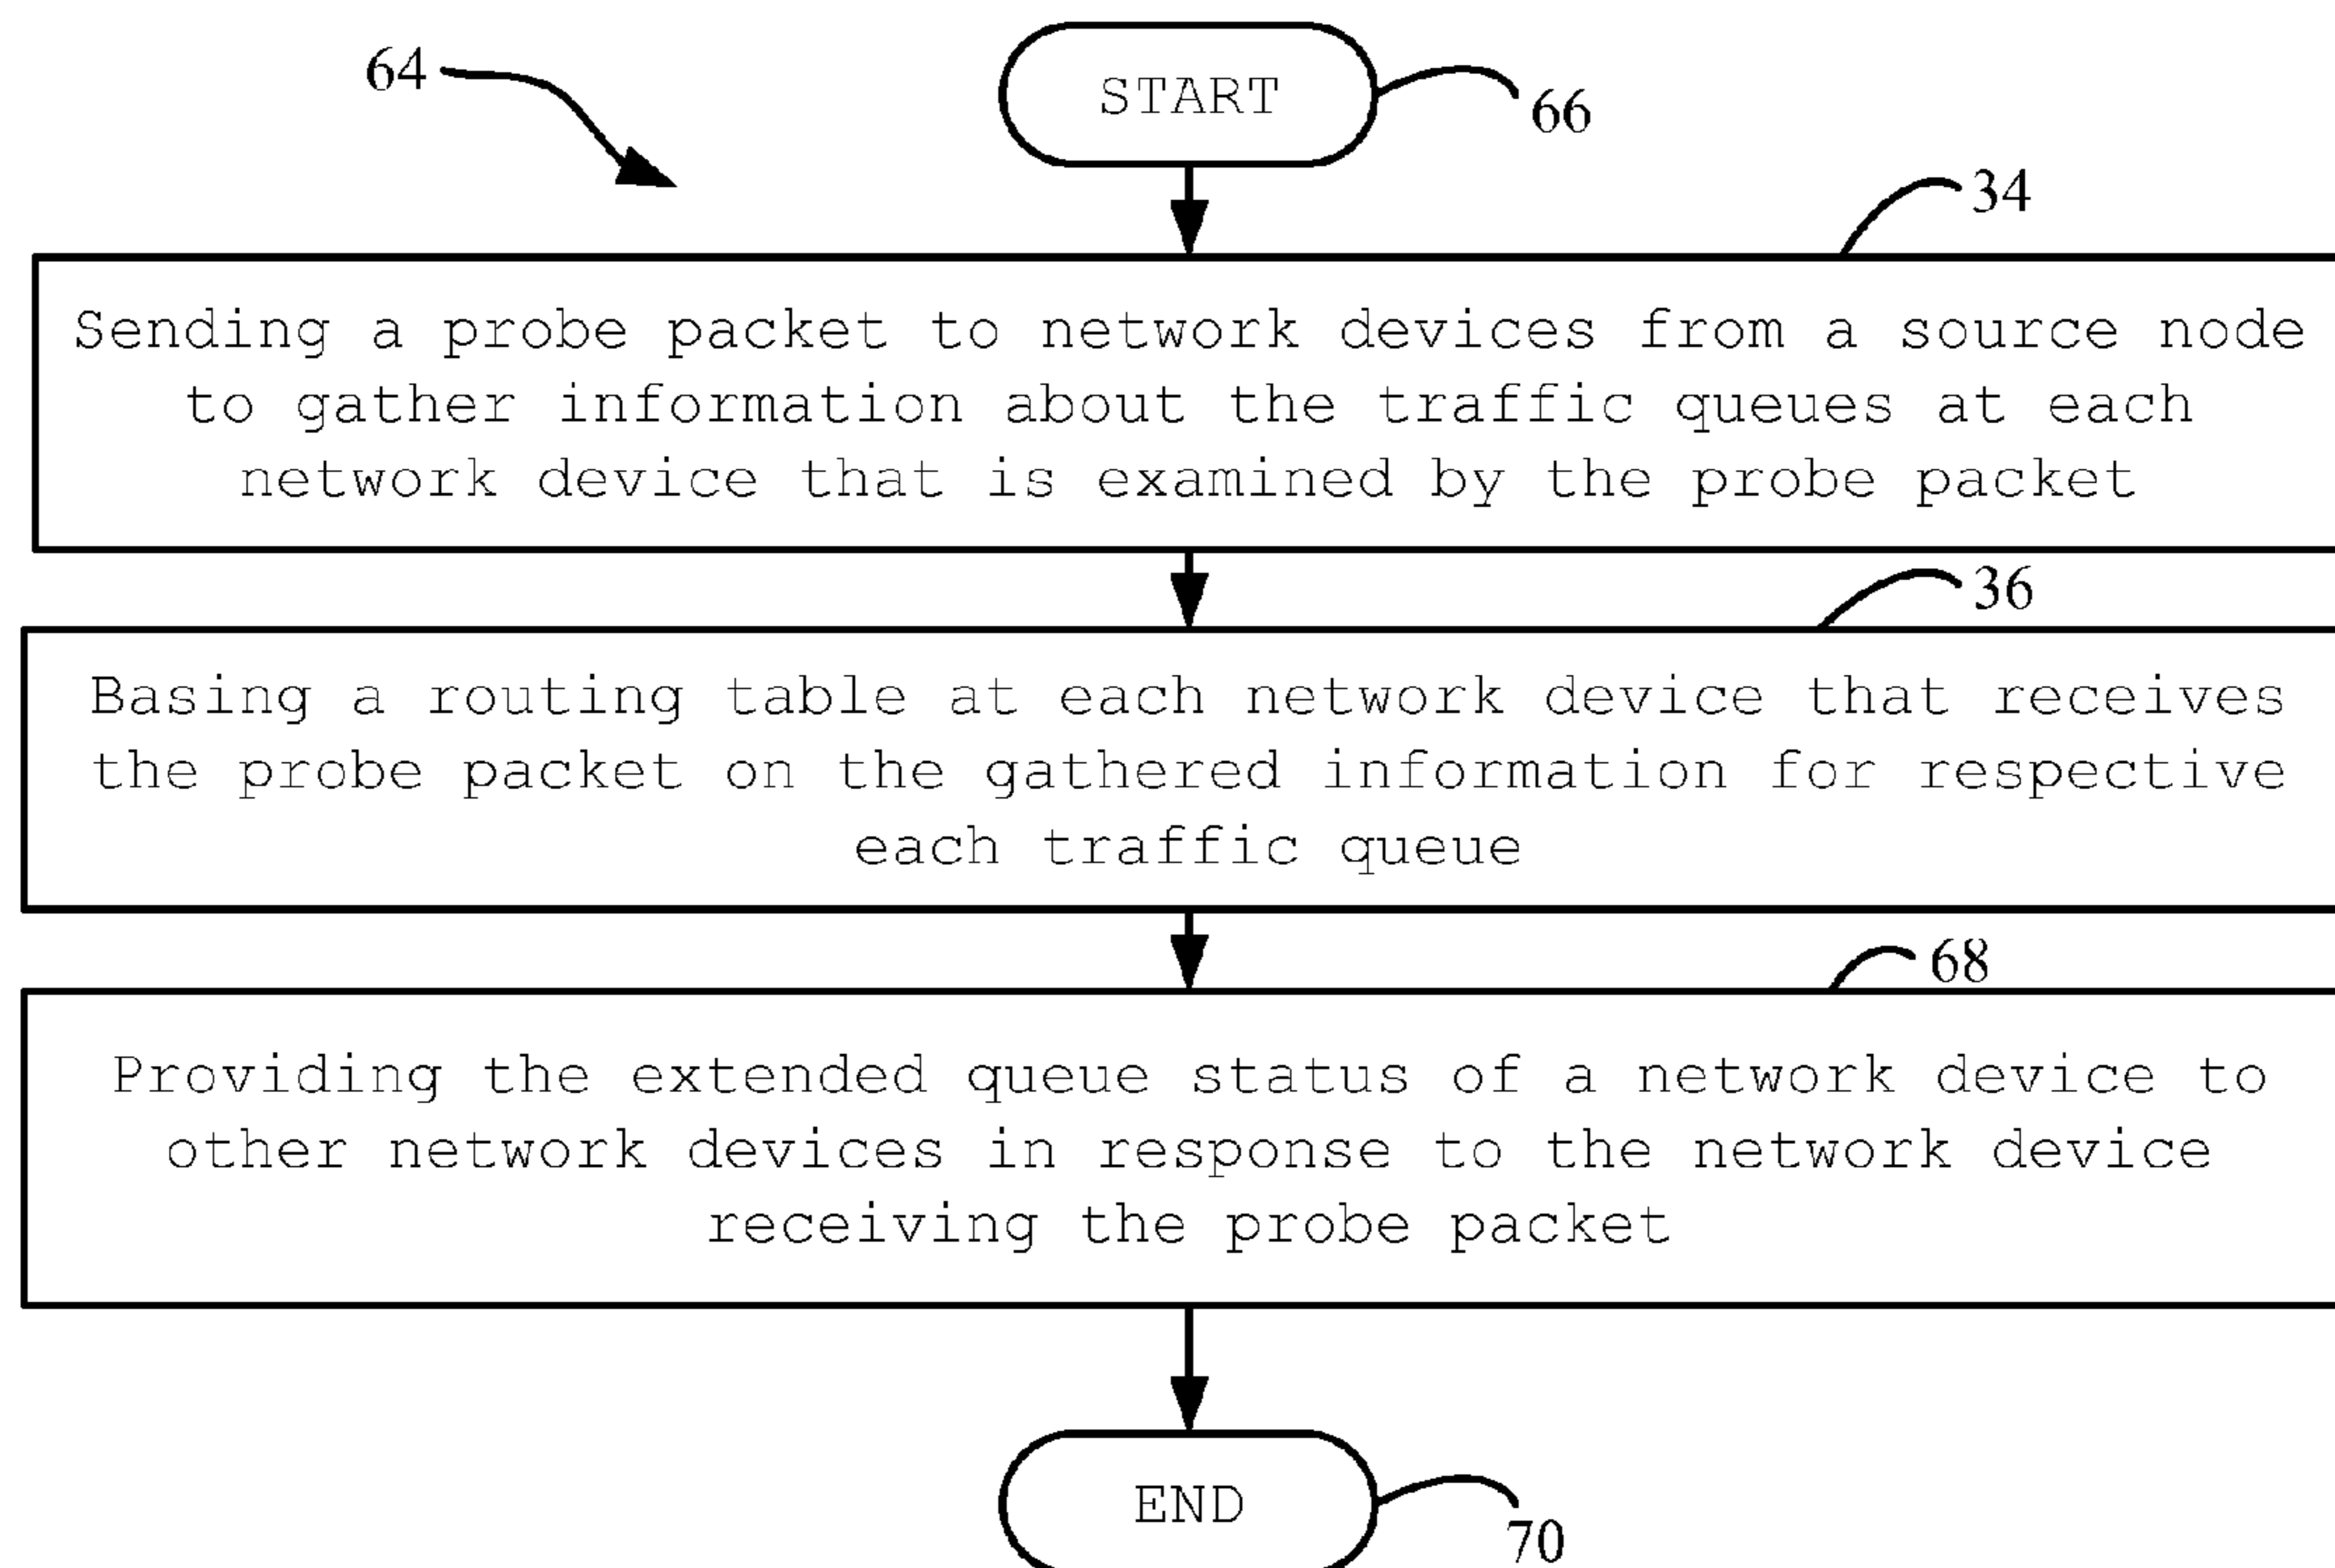 64
START
66
34
Sending a probe packet to network devices from a source node
to gather information about the traffic queues at each
network device that is examined by the probe packet
36
Basing a routing table at each network device that receives
the probe packet on the gathered information for respective
each traffic queue
68
Providing the extended queue status of a network device to
other network devices in response to the network device
receiving the probe packet
END
70